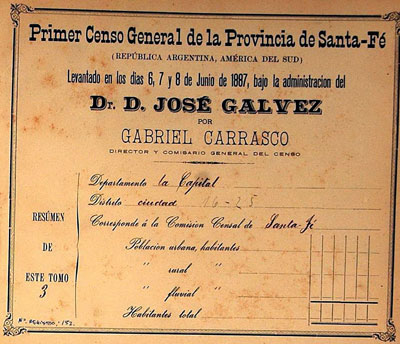 Primer Censo General de la Provincia de Santa-Fé
(REPÚBLICA ARGENTINA, AMÉRICA DEL SUD)
Levantado en los dias 6, 7 y 8 de Junio de 1887, bajo la administracion del
Dr. D. JOSÉ GALVEZ
POR
GABRIEL CARRASCO
DIRECTOR Y COMISARIO GENERAL DEL CENSO
RESÚMEN
DE
ESTE TOMO
3
Departamento la Capital
Distrito ciudad 16-25
Corresponde á la Comision Censal de Santa-Fé
Poblacion urbana, habitantes
" rural "
" fluvial "
Habitantes total
152